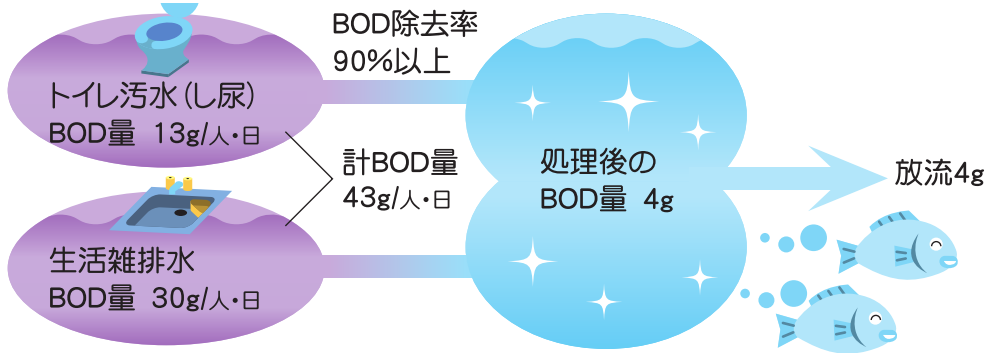 トイレ汚水(し尿)
BOD量 13g/人・日
生活雑排水
BOD量 30g/人・日
BOD除去率
90%以上
計BOD量
43g/人・日
処理後の
BOD量 4g
放流4g